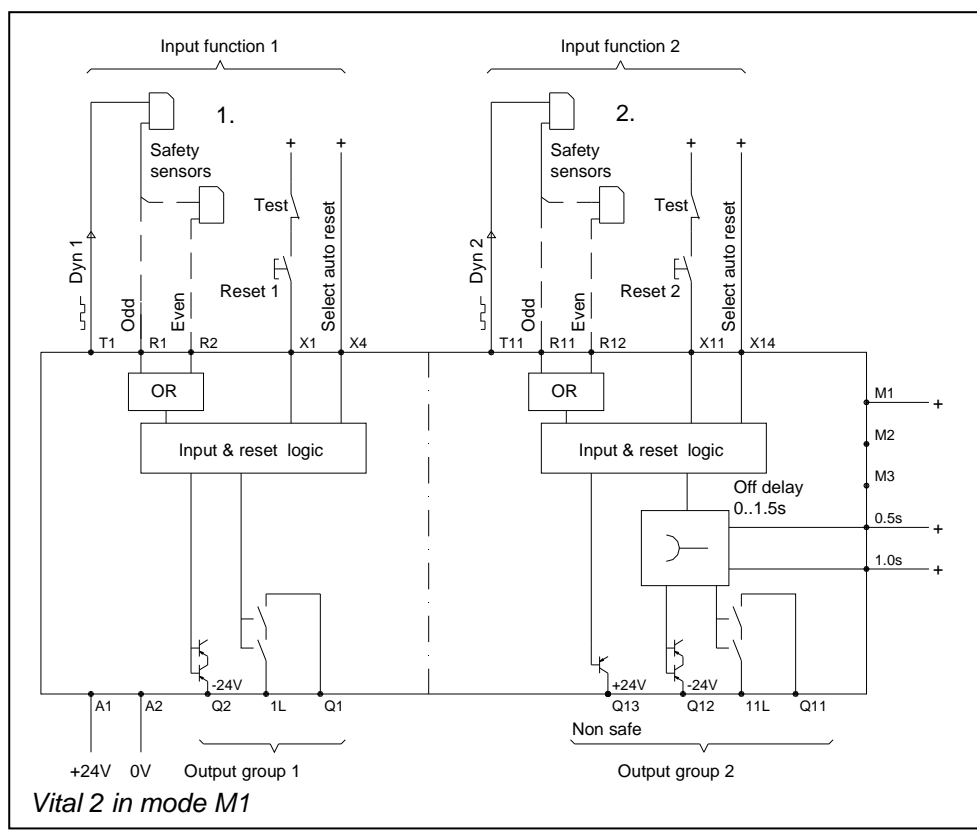 Input function 1
Input function 2
1.
2.
+ +
+ +
Safety
sensors
Safety
sensors
Test
Test
Select auto reset
Select auto reset
Dyn 1
Dyn 2
Reset 1
Reset 2
Odd
Even
Odd
Even
T1 R1 R2 X1 X4
T11 R11 R12 X11 X14
OR
OR
M1 +
Input & reset logic
Input & reset logic
M2
M3
Off delay
0..1.5s
0.5s +
1.0s +
-24V
+24V -24V
A1 A2 Q2 1L Q1
Q13 Q12 11L Q11
Non safe
+24V 0V
Output group 1
Output group 2
Vital 2 in mode M1